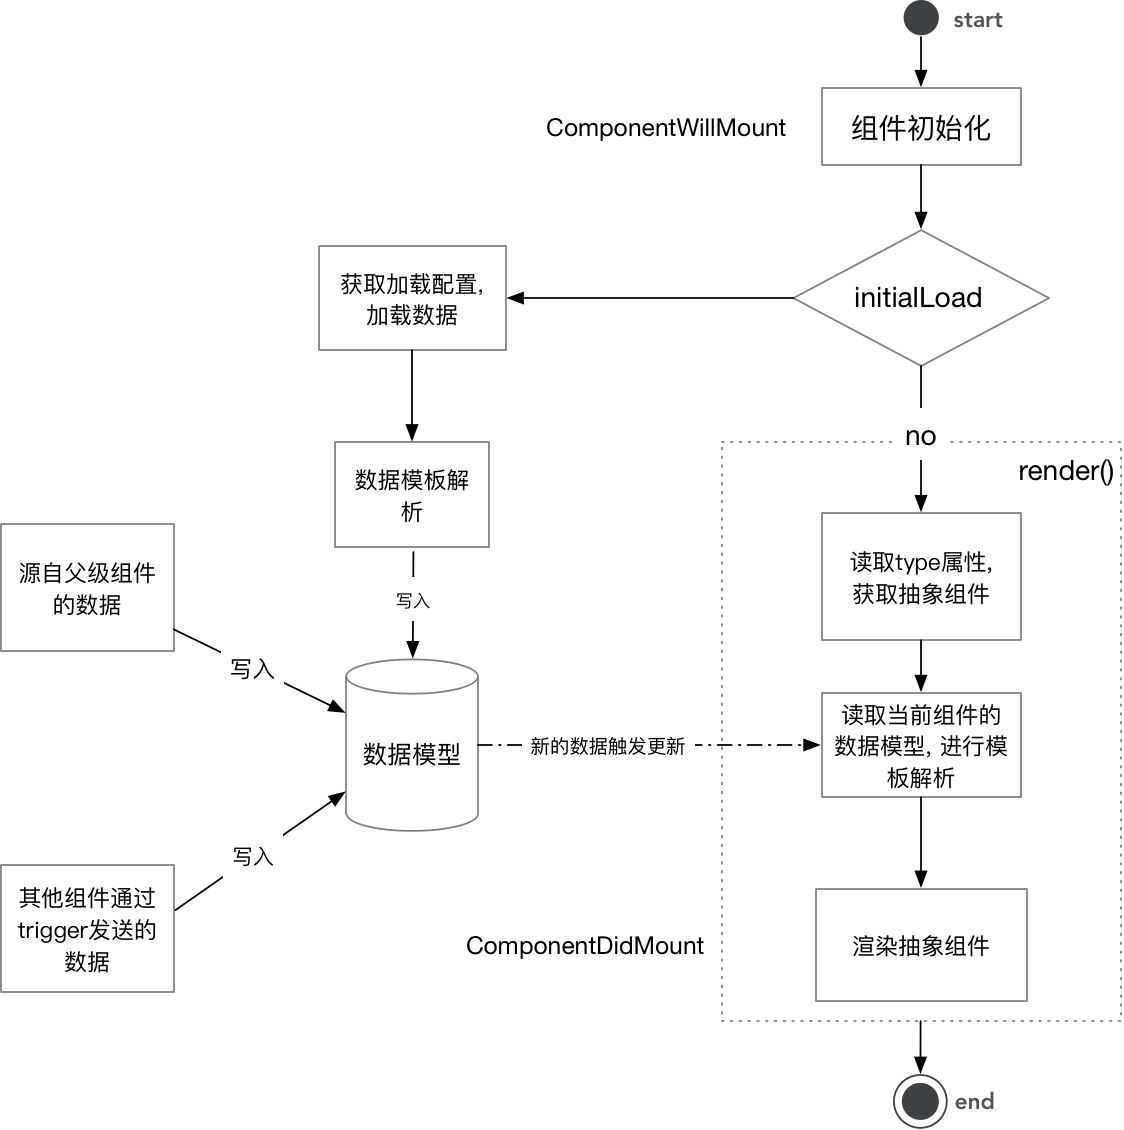 start
ComponentWillMount
组件初始化
initialLoad
获取加载配置,
加载数据
no
render()
数据模板解
析
读取type属性,
获取抽象组件
源自父级组件
的数据
写入
写入
读取当前组件的
数据模型, 进行模
板解析
数据模型
新的数据触发更新
写入
其他组件通过
trigger发送的
数据
ComponentDidMount
渲染抽象组件
end